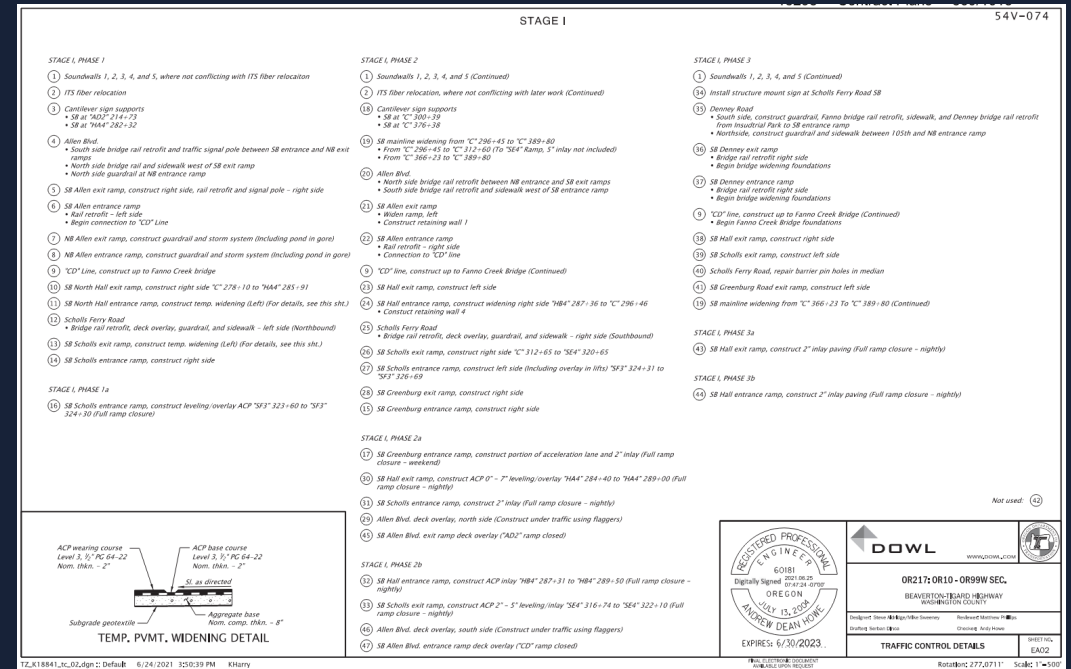 54V-074
STAGE I
STAGE I, PHASE 1
1 Soundwalls 1, 2, 3, 4, and 5, where not conflicting with ITS fiber relocaiton
2 ITS fiber relocation
3 Cantilever sign supports
• SB at "AD2" 214+73
• SB at "HA4" 282+32
4 Allen Blvd.
• South side bridge rail retrofit and traffic signal pole between SB entrance and NB exit
ramps
• North side bridge rail and sidewalk west of SB exit ramp
• North side guardrail at NB entrance ramp
5 SB Allen exit ramp, construct right side, rail retrofit and signal pole - right side
6 SB Allen entrance ramp
• Rail retrofit - left side
• Begin connection to "CD" Line
7 NB Allen exit ramp, construct guardrail and storm system (Including pond in gore)
8 NB Allen entrance ramp, construct guardrail and storm system (Including pond in gore)
9 "CD" Line, construct up to Fanno Creek bridge
10 SB North Hall exit ramp, construct right side "C" 278+10 to "HA4" 285+91
11 SB North Hall entrance ramp, construct temp. widening (Left) (For details, see this sht.)
12 Scholls Ferry Road
• Bridge rail retrofit, deck overlay, guardrail, and sidewalk - left side (Northbound)
13 SB Scholls exit ramp, construct temp. widening (Left) (For details, see this sht.)
14 SB Scholls entrance ramp, construct right side
STAGE I, PHASE 1a
16 SB Scholls entrance ramp, construct leveling/overlay ACP "SF3" 323+60 to "SF3"
324+30 (Full ramp closure)
STAGE I, PHASE 2
1 Soundwalls 1, 2, 3, 4, and 5 (Continued)
2 ITS fiber relocation, where not conflicting with later work (Continued)
18 Cantilever sign supports
• SB at "C" 300+39
• SB at "C" 376+38
19 SB mainline widening from "C" 296+45 to "C" 389+80
• From "C" 296+45 to "C" 312+60 (To "SE4" Ramp, 5" inlay not included)
• From "C" 366+23 to "C" 389+80
20 Allen Blvd.
• North side bridge rail retrofit between NB entrance and SB exit ramps
• South side bridge rail retrofit and sidewalk west of SB entrance ramp
21 SB Allen exit ramp
• Widen ramp, left
• Construct retaining wall 1
22 SB Allen entrance ramp
• Rail retrofit - right side
• Connection to "CD" line
9 "CD" line, construct up to Fanno Creek Bridge (Continued)
23 SB Hall exit ramp, construct left side
24 SB Hall entrance ramp, construct widening right side "HB4" 287+36 to "C" 296+46
• Constuct retaining wall 4
25 Scholls Ferry Road
• Bridge rail retrofit, deck overlay, guardrail, and sidewalk - right side (Southbound)
26 SB Scholls exit ramp, construct right side "C" 312+65 to "SE4" 320+65
27 SB Scholls entrance ramp, construct left side (Including overlay in lifts) "SF3" 324+31 to
"SF3" 326+69
28 SB Greenburg exit ramp, construct right side
15 SB Greenburg entrance ramp, construct right side
STAGE I, PHASE 2a
17 SB Greenburg entrance ramp, construct portion of acceleration lane and 2" inlay (Full ramp
closure - weekend)
30 SB Hall exit ramp, construct ACP 0" - 7" leveling/overlay "HA4" 284+40 to "HA4" 289+00 (Full
ramp closure - nightly)
31 SB Scholls entrance ramp, construct 2" inlay (Full ramp closure - nightly)
29 Allen Blvd. deck overlay, north side (Construct under traffic using flaggers)
45 SB Allen Blvd. exit ramp deck overlay ("AD2" ramp closed)
STAGE I, PHASE 2b
32 SB Hall entrance ramp, construct ACP inlay "HB4" 287+31 to "HB4" 289+50 (Full ramp closure -
nightly)
33 SB Scholls exit ramp, construct ACP 2" - 5" leveling/inlay "SE4" 316+74 to "SE4" 322+10 (Full
ramp closure - nightly)
46 Allen Blvd. deck overlay, south side (Construct under traffic using flaggers)
47 SB Allen Blvd. entrance ramp deck overlay ("CD" ramp closed)
STAGE I, PHASE 3
1 Soundwalls 1, 2, 3, 4, and 5 (Continued)
34 Install structure mount sign at Scholls Ferry Road SB
35 Denney Road
• South side, construct guardrail, Fanno bridge rail retrofit, sidewalk, and Denney bridge rail retrofit
from Insudtrial Park to SB entrance ramp
• Northside, construct guardrail and sidewalk between 105th and NB entrance ramp
36 SB Denney exit ramp
• Bridge rail retrofit right side
• Begin bridge widening foundations
37 SB Denney entrance ramp
• Bridge rail retrofit right side
• Begin bridge widening foundations
9 "CD" line, construct up to Fanno Creek Bridge (Continued)
• Begin Fanno Creek Bridge foundations
38 SB Hall exit ramp, construct right side
39 SB Scholls exit ramp, construct left side
40 Scholls Ferry Road, repair barrier pin holes in median
41 SB Greenburg Road exit ramp, construct left side
19 SB mainline widening from "C" 366+23 To "C" 389+80 (Continued)
STAGE I, PHASE 3a
43 SB Hall exit ramp, construct 2" inlay paving (Full ramp closure - nightly)
STAGE I, PHASE 3b
44 SB Hall entrance ramp, construct 2" inlay paving (Full ramp closure - nightly)
Not used: 42
ACP wearing course
Level 3, 1/2" PG 64-22
Nom. thkn. - 2"
ACP base course
Level 3, 1/2" PG 64-22
Nom. thkn. - 2"
Sl. as directed
Aggregate base
Nom. comp. thkn. - 8"
Subgrade geotextile
TEMP. PVMT. WIDENING DETAIL
REGISTERED PROFESSIONAL
ENGINEER
60181
Digitally Signed 2021.06.25
07:47:24 -07'00'
OREGON
JULY 13, 2004
ANDREW DEAN HOWE
EXPIRES: 6/30/2023
FINAL ELECTRONIC DOCUMENT
AVAILABLE UPON REQUEST
DOWL
WWW.DOWL.COM
OR217: OR10 - OR99W SEC.
BEAVERTON-TIGARD HIGHWAY
WASHINGTON COUNTY
Designer: Steve Aldridge/Mike Sweeney
Reviewer: Matthew Phillips
Checker: Andy Howe
TRAFFIC CONTROL DETAILS
SHEET NO.
EA02
TZ_K18841_tc_02.dgn :: Default 6/24/2021 3:50:39 PM KHarry
Rotation: 277.0711° Scale: 1"=500'